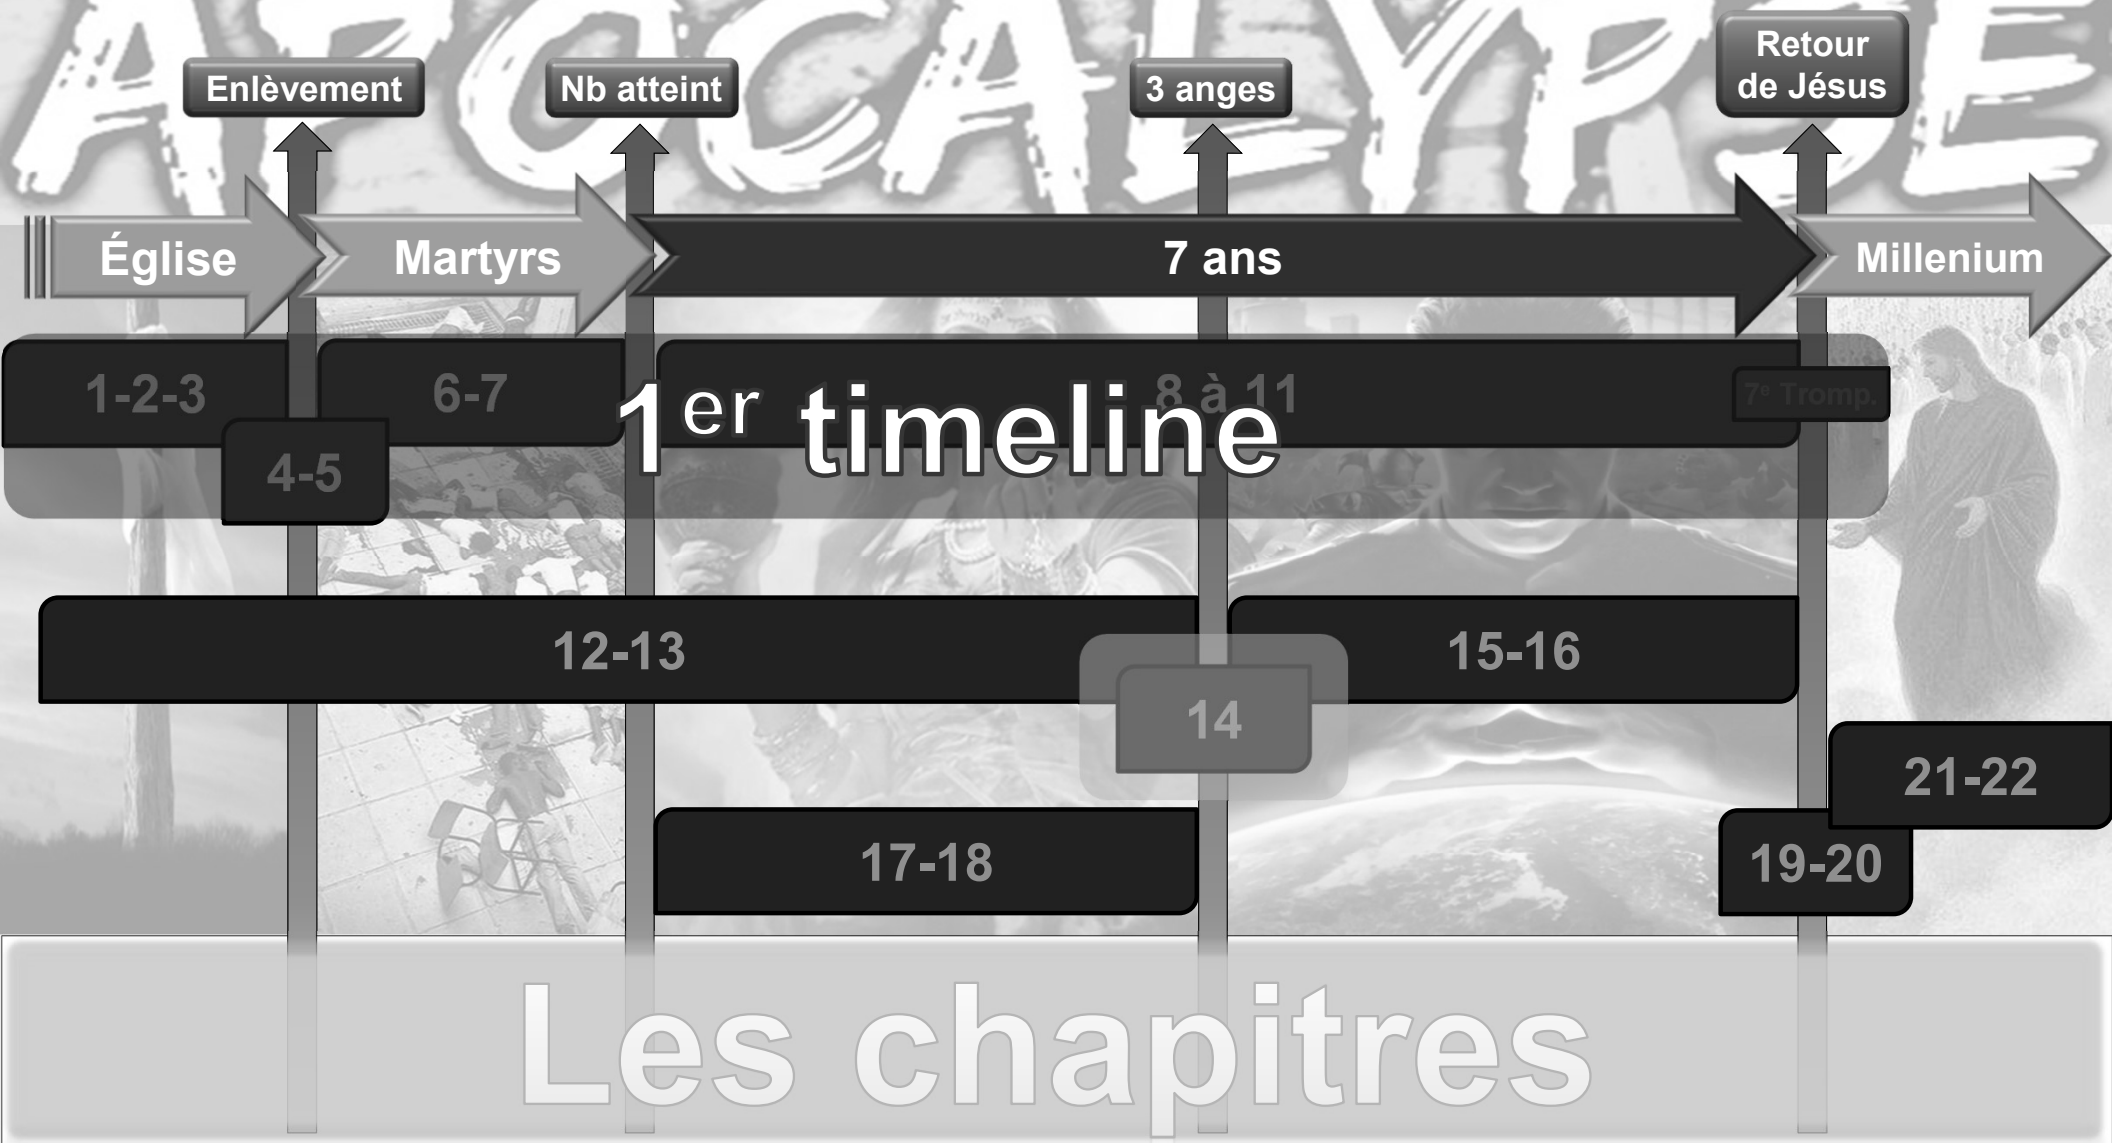 APOCALYPSE
Enlèvement
Nb atteint
3 anges
Retour
de Jésus
Église
Martyrs
7 ans
Millenium
1-2-3
6-7
8 à 11
7e Tromp.
1er timeline
4-5
12-13
15-16
14
21-22
17-18
19-20
Les chapitres